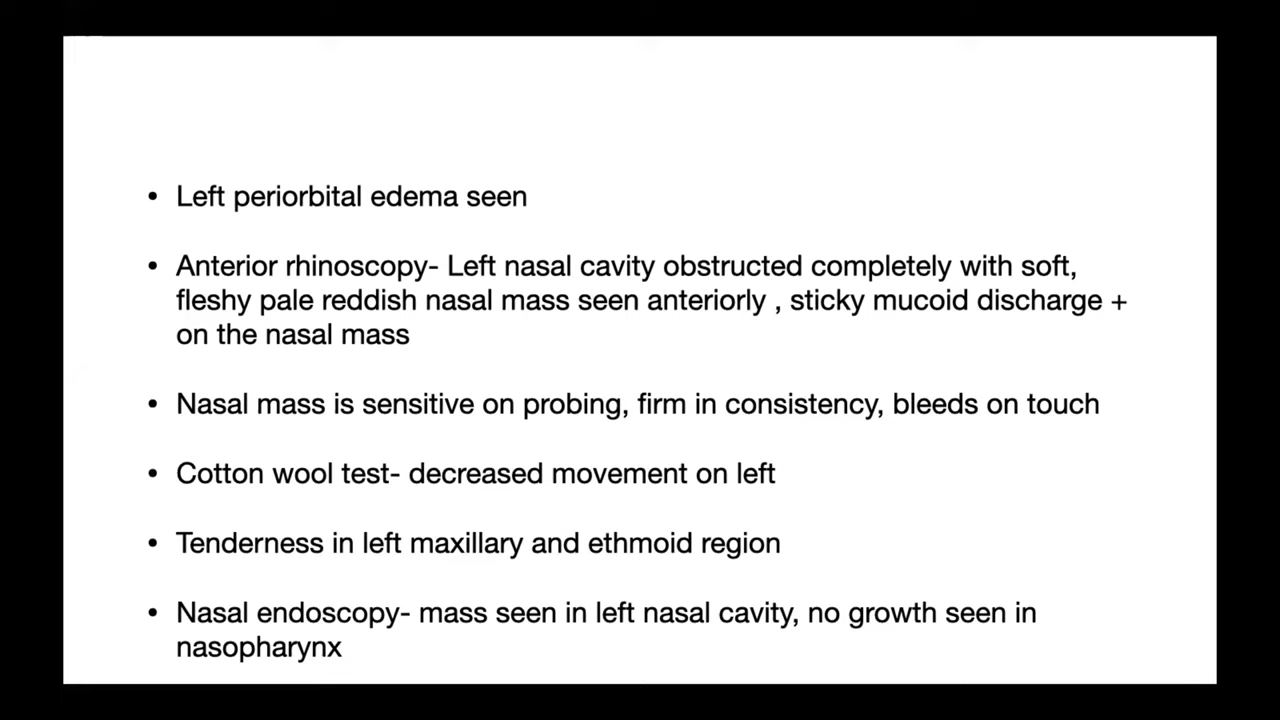 • Left periorbital edema seen
• Anterior rhinoscopy- Left nasal cavity obstructed completely with soft,
fleshy pale reddish nasal mass seen anteriorly , sticky mucoid discharge +
on the nasal mass
• Nasal mass is sensitive on probing, firm in consistency, bleeds on touch
• Cotton wool test- decreased movement on left
• Tenderness in left maxillary and ethmoid region
• Nasal endoscopy- mass seen in left nasal cavity, no growth seen in
nasopharynx